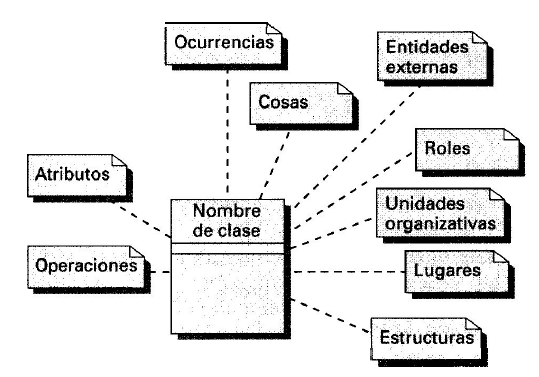 Ocurrencias
Entidades
externas
Cosas
Roles
Atributos
Nombre
de clase
Unidades
organizativas
Operaciones
Lugares
Estructuras